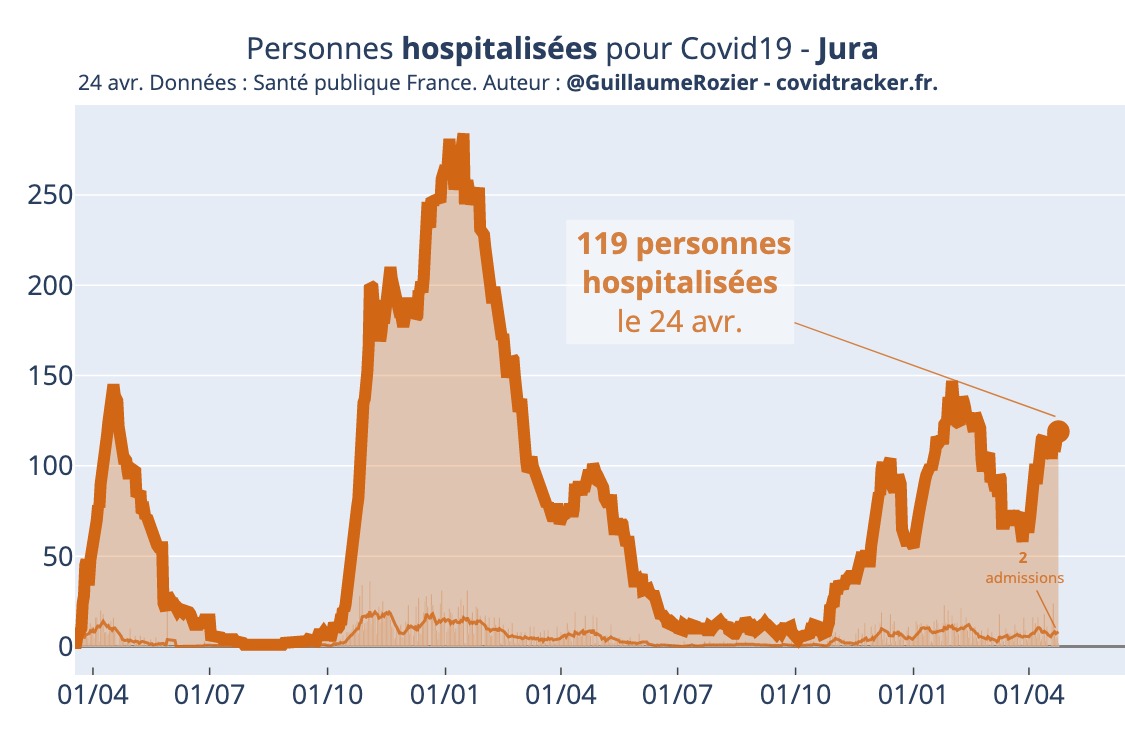 Personnes hospitalisées pour Covid19 - Jura
24 avr. Données : Santé publique France. Auteur : @GuillaumeRozier - covidtracker.fr.
250
200
150
100
50
0
119 personnes
hospitalisées
le 24 avr.
2
admissions
01/04
01/07
01/10
01/01
01/04
01/07
01/10
01/01
01/04